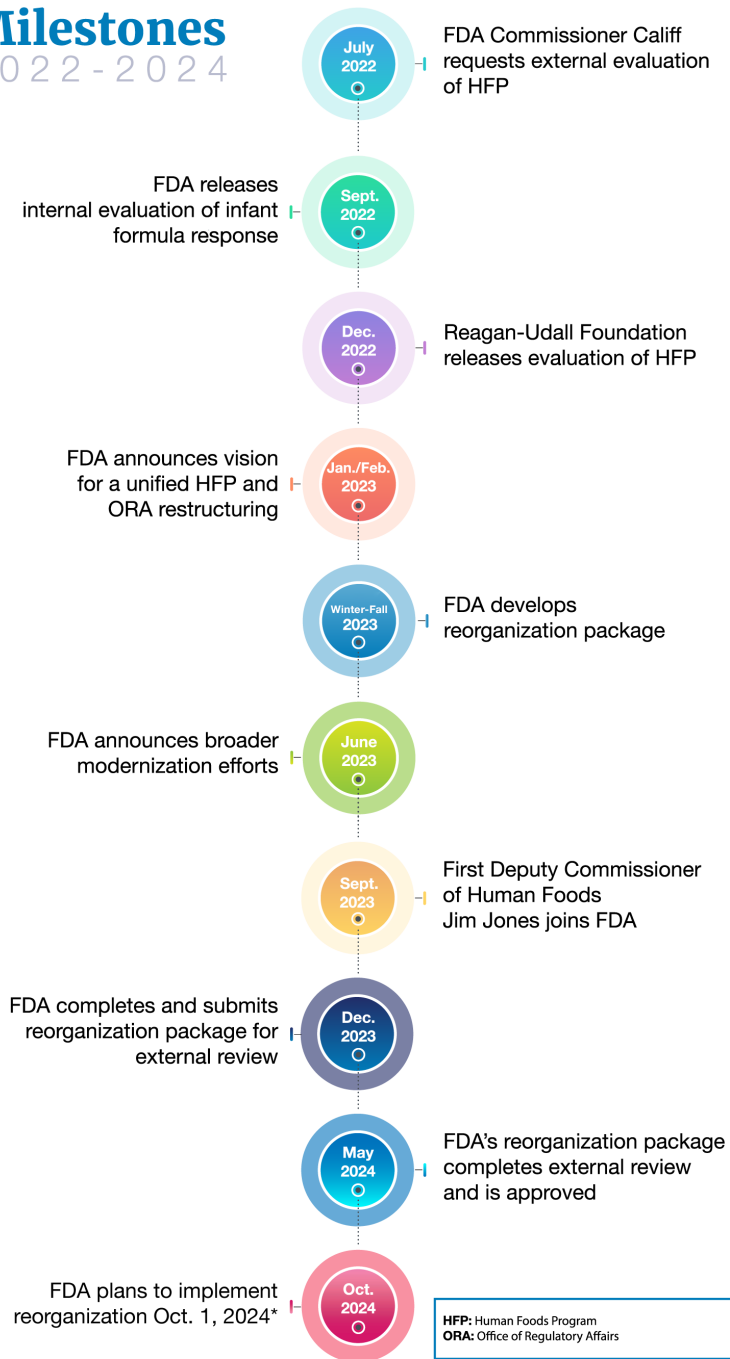 Milestones
022-2024
July
2022
FDA Commissioner Califf
requests external evaluation
of HFP
FDA releases
internal evaluation of infant
formula response
Sept.
2022
Dec.
2022
Reagan-Udall Foundation
releases evaluation of HFP
FDA announces vision
for a unified HFP and
ORA restructuring
Jan./Feb.
2023
Winter-Fall
2023
FDA develops
reorganization package
FDA announces broader
modernization efforts
June
2023
Sept.
2023
First Deputy Commissioner
of Human Foods
Jim Jones joins FDA
FDA completes and submits
reorganization package for
external review
Dec.
2023
May
2024
FDA’s reorganization package
completes external review
and is approved
FDA plans to implement
reorganization Oct. 1, 2024*
Oct.
2024
HFP: Human Foods Program
ORA: Office of Regulatory Affairs